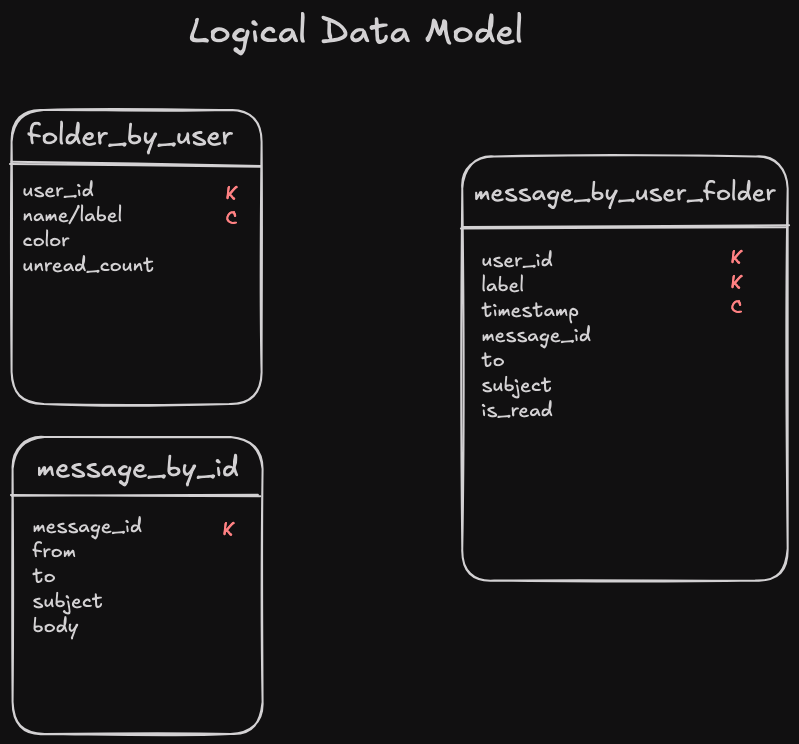 Logical Data Model
folder_by_user
user_id K
name/label C
color
unread_count
message_by_user_folder
user_id K
label K
timestamp C
message_id
to
subject
is_read
message_by_id
message_id K
from
to
subject
body